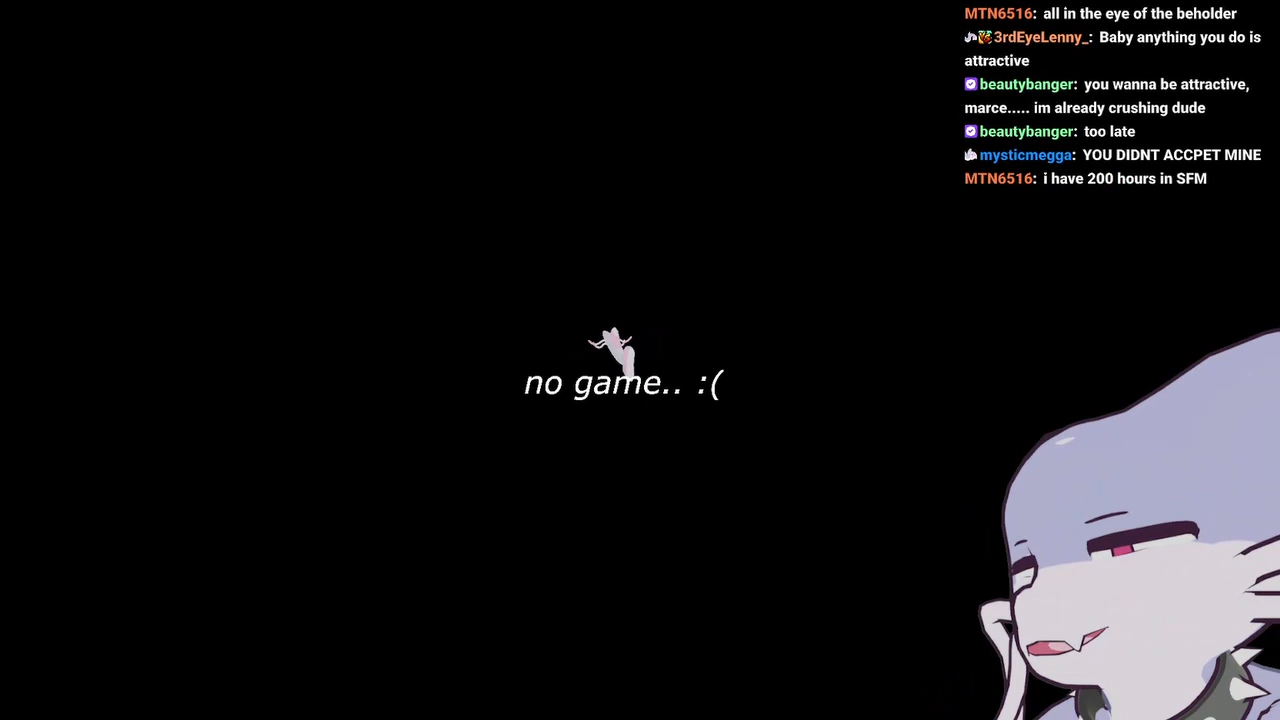 MTN6516: all in the eye of the beholder
3rdEyeLenny_: Baby anything you do is
attractive
beautybanger: you wanna be attractive,
marce..... im already crushing dude
beautybanger: too late
mysticmegga: YOU DIDNT ACCPET MINE
MTN6516: i have 200 hours in SFM
no game.. :(